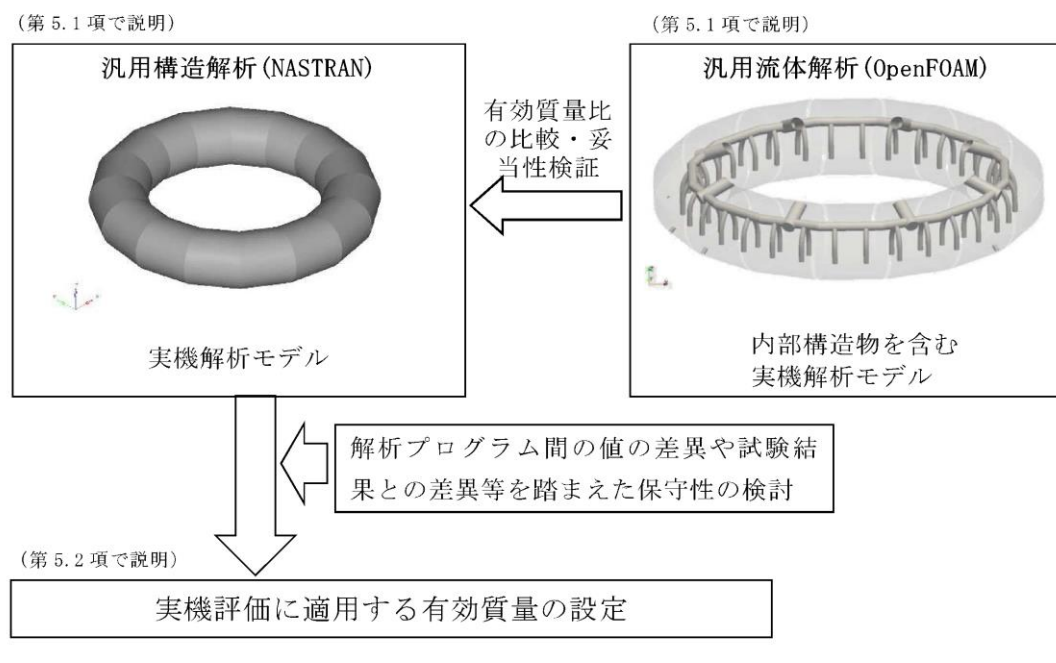 (第 5.1 項で説明)
汎用構造解析(NASTRAN)
実機解析モデル
有効質量比
の比較・妥
当性検証
(第 5.1 項で説明)
汎用流体解析(OpenFOAM)
内部構造物を含む
実機解析モデル
解析プログラム間の値の差異や試験結
果との差異等を踏まえた保守性の検討
(第 5.2 項で説明)
実機評価に適用する有効質量の設定